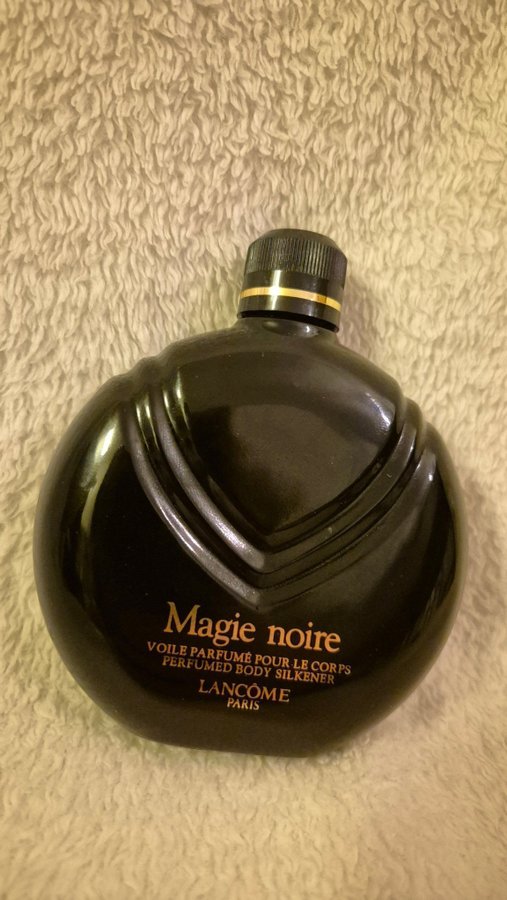 Magie noire
VOILE PARFUMÉ POUR LE CORPS
PERFUMED BODY SILKENER
LANCÔME
PARIS